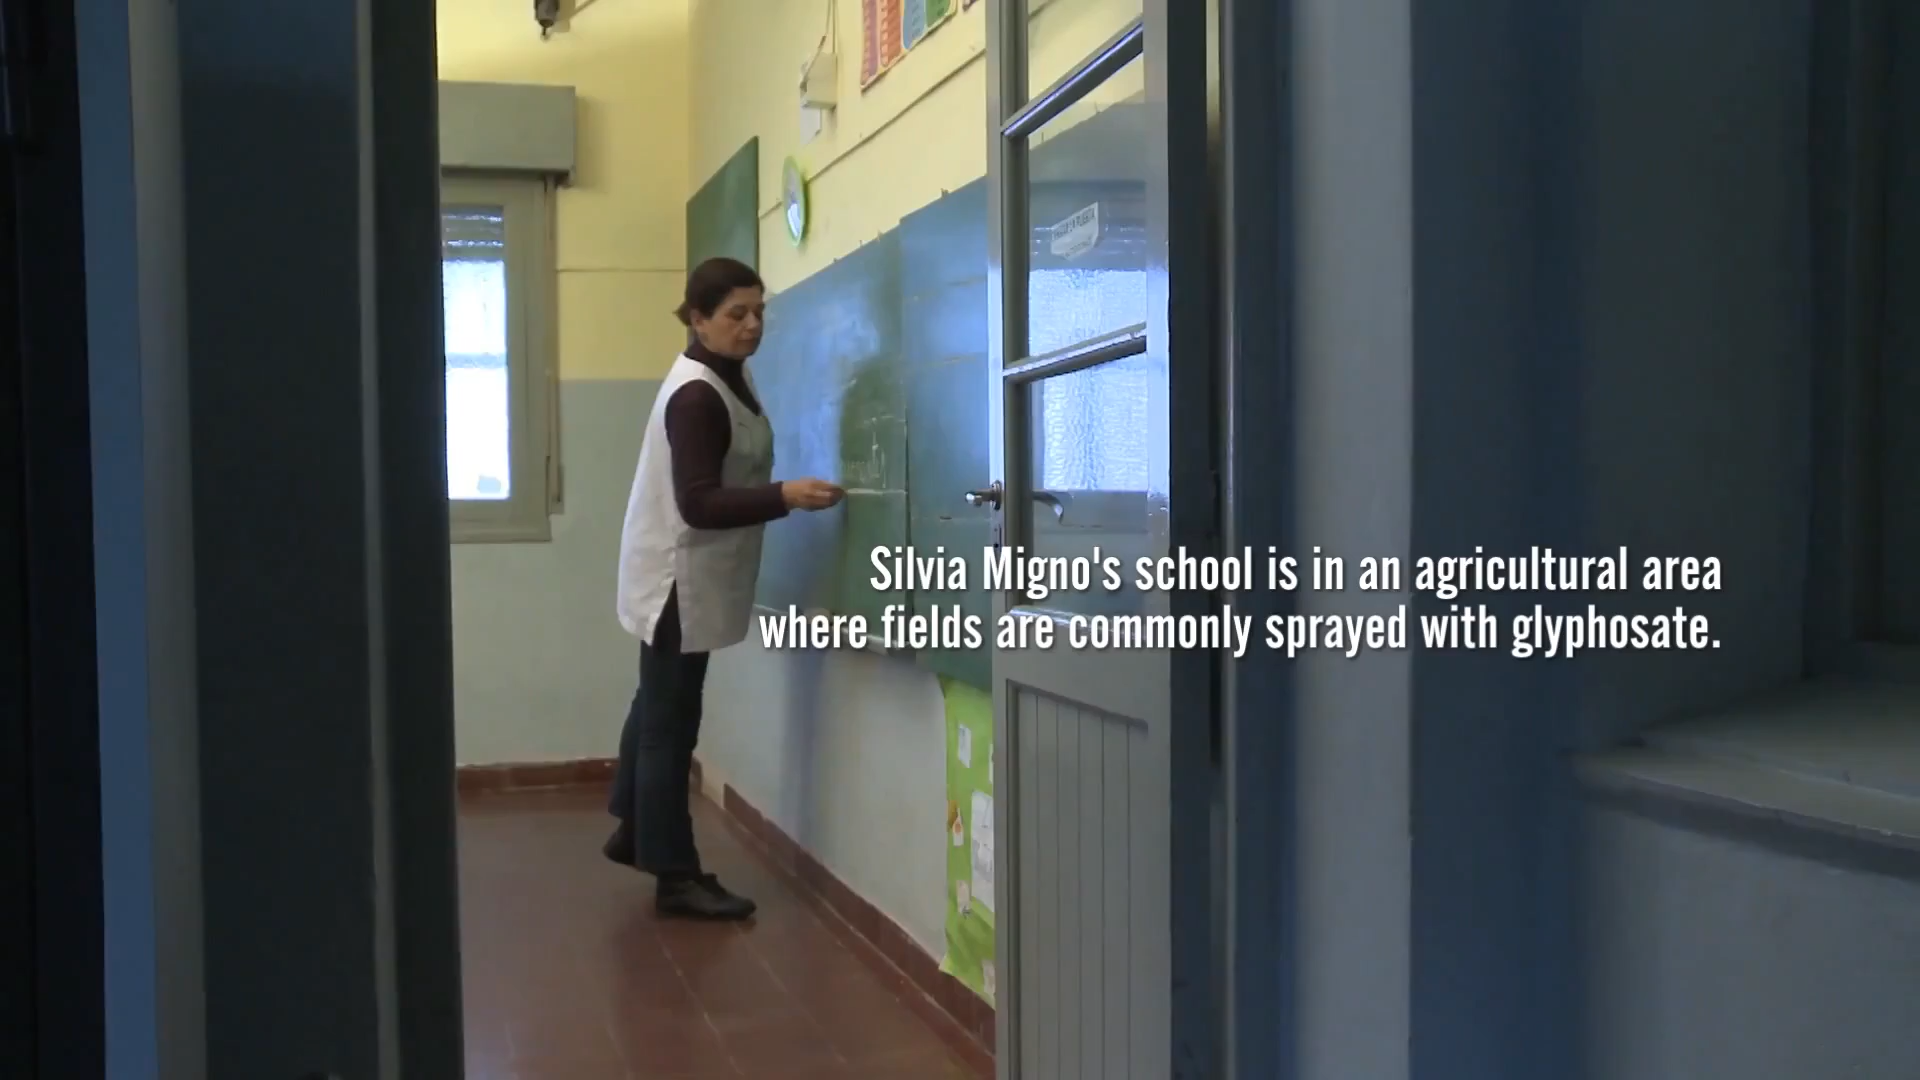 Silvia Migno's school is in an agricultural area
where fields are commonly sprayed with glyphosate.